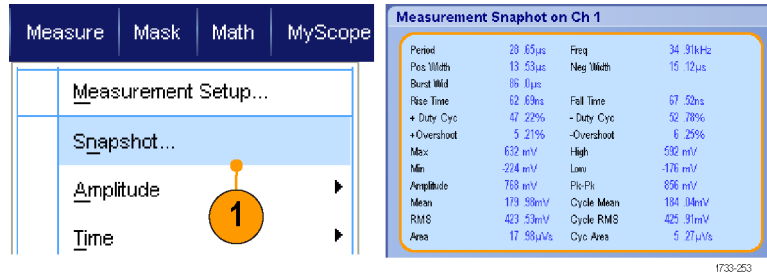 Measure Mask Math MyScope
Measurement Setup...
Snapshot...
Amplitude
1
Time
Measurement Snaphot on Ch 1
Period 28 .65µs Freq 34 .91kHz
Pos Width 13 .53µs Neg Width 15 .12µs
Burst Wid 86 .0µs
Rise Time 62 .69ns Fall Time 67 .52ns
+ Duty Cyc 47 .22% - Duty Cyc 52 .78%
+Overshoot 5 .21% -Overshoot 6 .25%
Max 632 mV High 592 mV
Min -224 mV Low -176 mV
Amplitude 768 mV Pk-Pk 856 mV
Mean 179 .98mV Cycle Mean 184 .04mV
RMS 423 .53mV Cycle RMS 425 .91mV
Area 17 .98µVs Cyc Area 5 .27µVs
1733-253